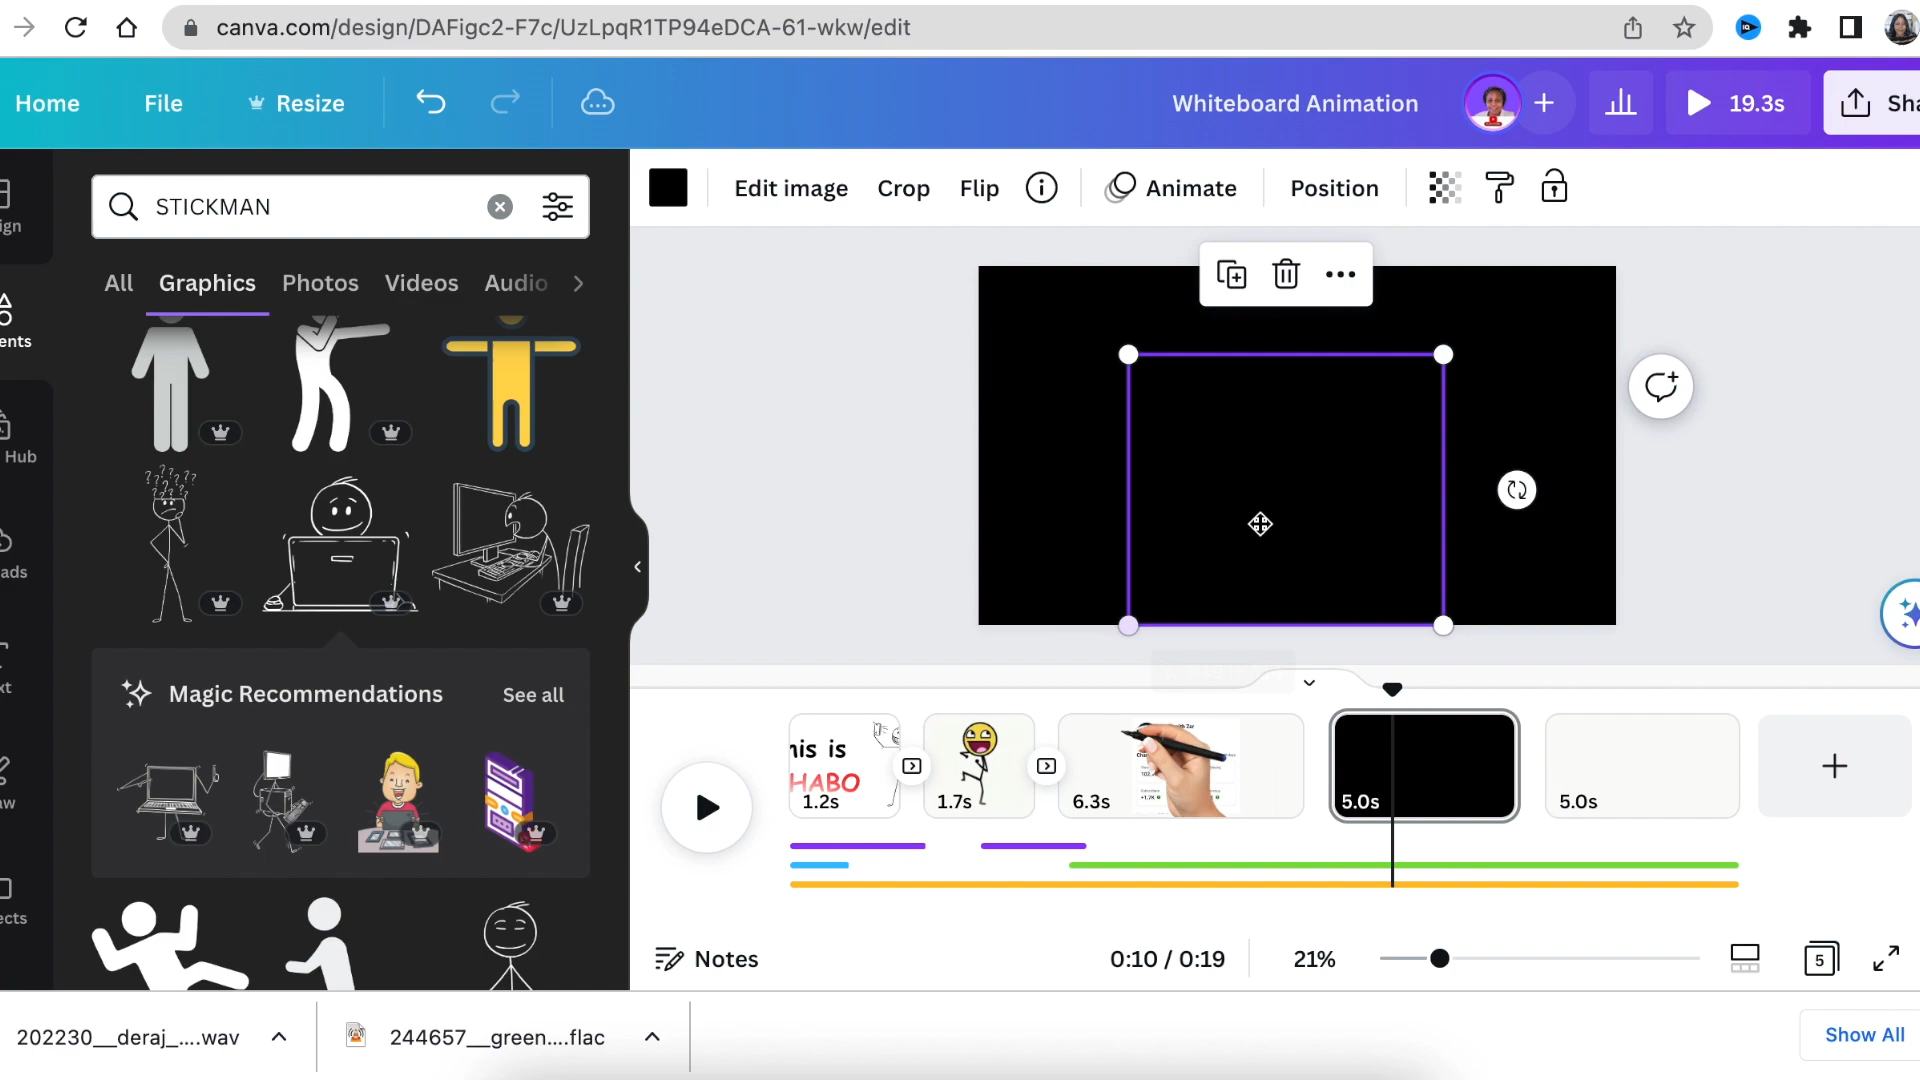 canva.com/design/DAFigc2-F7c/UzLpqR1TP94eDCA-61-wkw/edit
Home File Resize Whiteboard Animation + 19.3s Sha
STICKMAN
Edit image Crop Flip Animate Position
ign
All Graphics Photos Videos Audio
ents
Hub
ads
xt
Magic Recommendations See all
aw
ects
his is
HABO
1.2s 1.7s 6.3s 5.0s 5.0s
Notes 0:10 / 0:19 21% 5
202230__deraj_....wav 244657__green....flac Show All